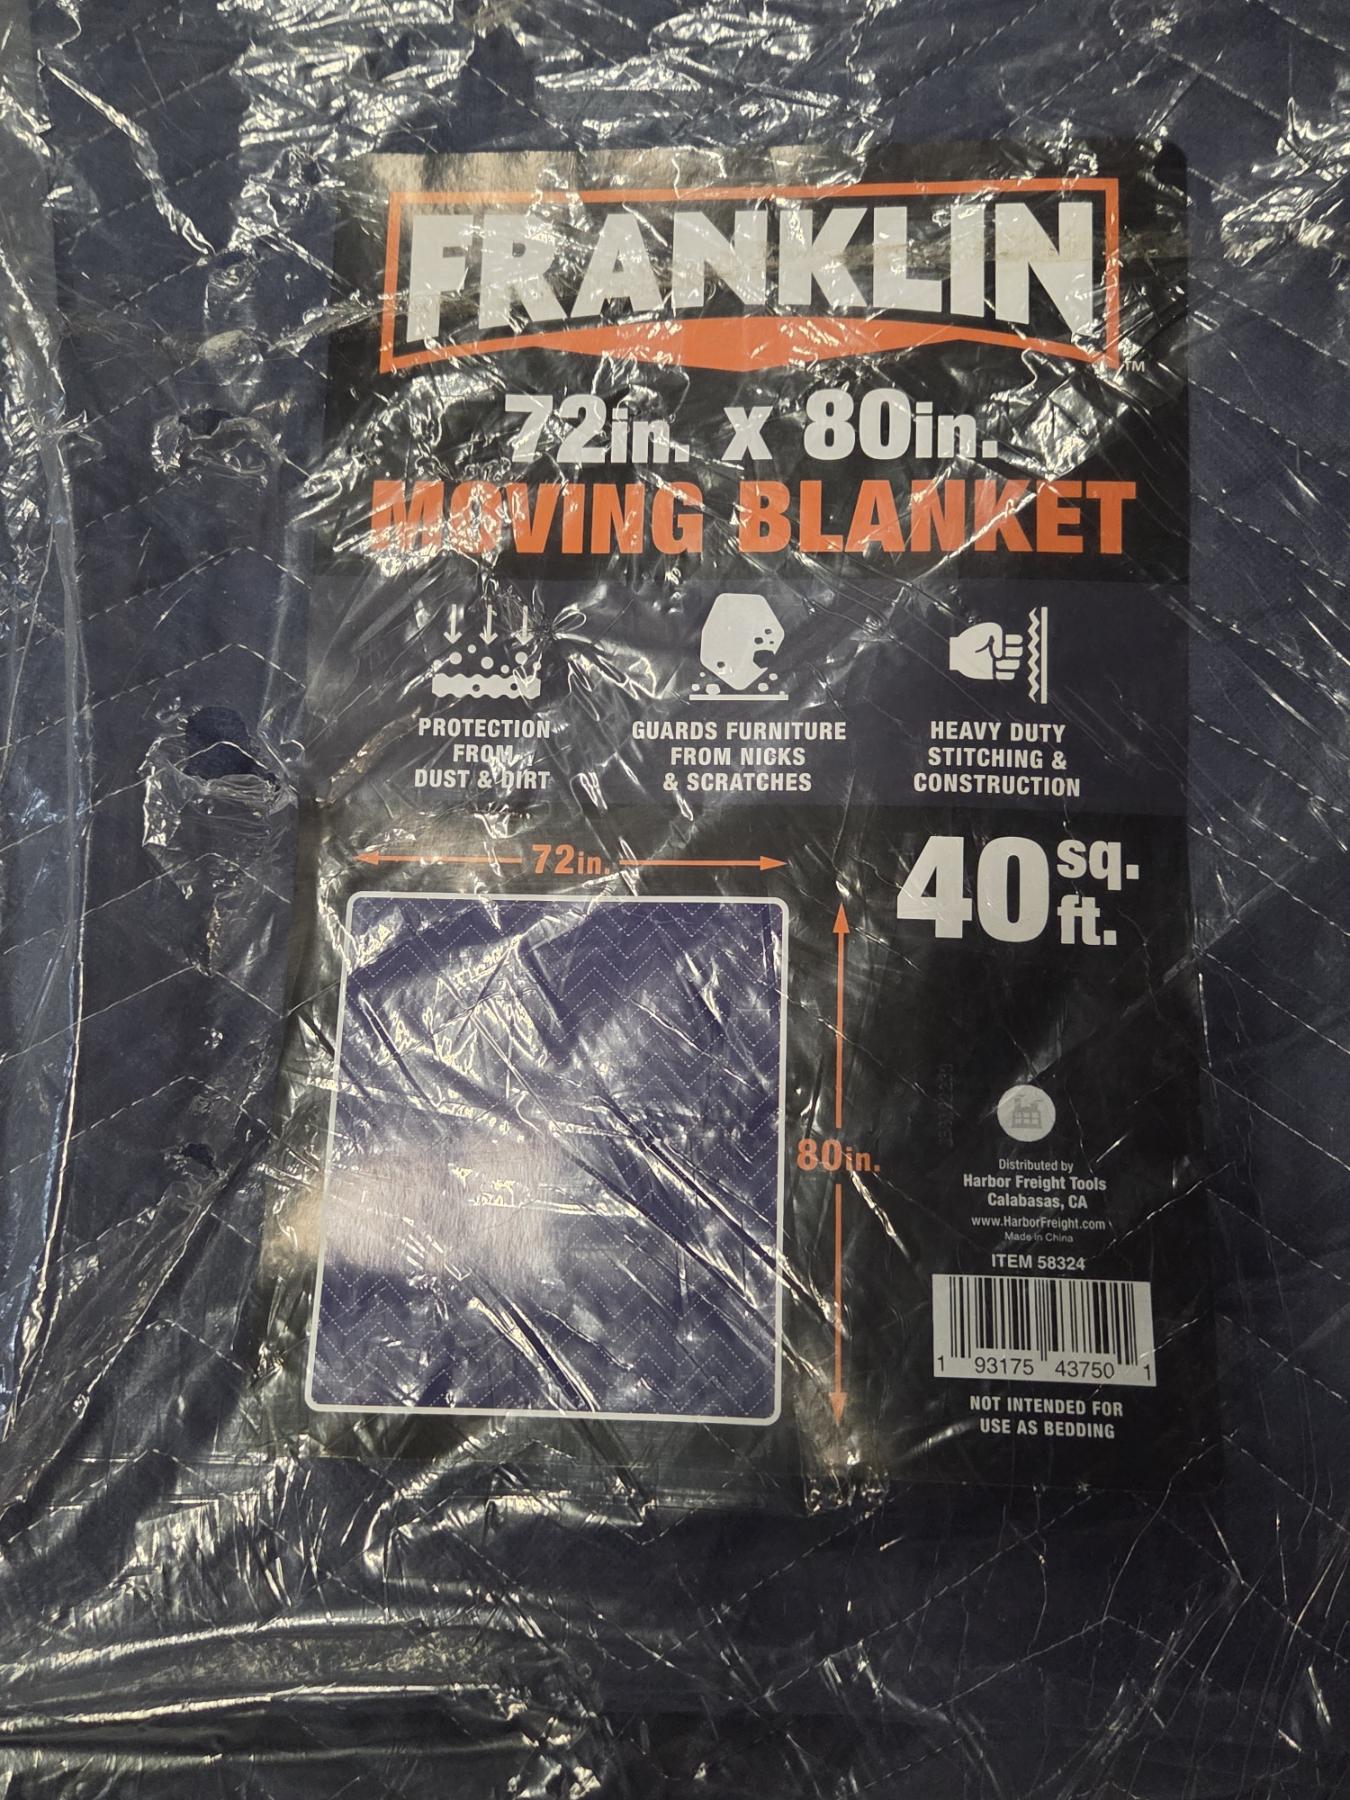 FRANKLIN
™
72in. x 80in.
MOVING BLANKET
PROTECTION
FROM
DUST & DIRT
GUARDS FURNITURE
FROM NICKS
& SCRATCHES
HEAVY DUTY
STITCHING &
CONSTRUCTION
72in.
40 sq.
ft.
80in.
Distributed by
Harbor Freight Tools
Calabasas, CA
www.HarborFreight.com
Made in China
ITEM 58324
1 93175 43750 1
NOT INTENDED FOR
USE AS BEDDING